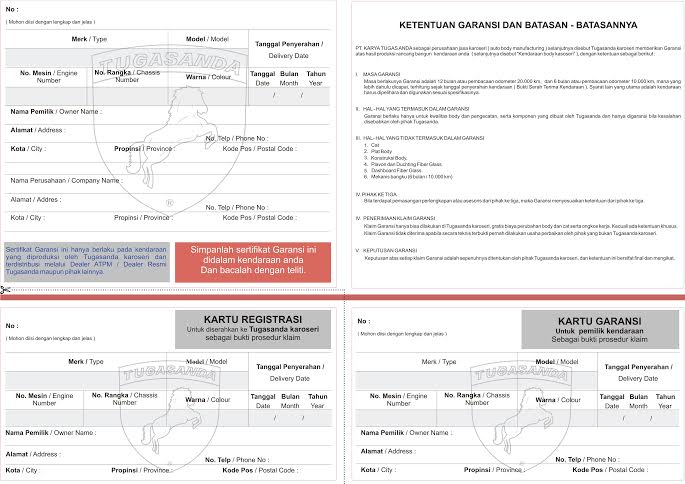 No :
( Mohon diisi dengan lengkap dan jelas )
Merk / Type
Model / Model
Tanggal Penyerahan /
Delivery Date
No. Mesin / Engine
Number
No. Rangka / Chassis
Number
Warna / Colour
Tanggal Bulan Tahun
Date Month Year
/ /
Nama Pemilik / Owner Name :
Alamat / Address :
No. Telp / Phone No :
Kota / City :
Propinsi / Province :
Kode Pos / Postal Code :
Nama Perusahaan / Company Name :
Alamat / Addres :
No. Telp / Phone No :
Kota / City :
Propinsi / Province :
Kode Pos / Postal Code :
TUGASANDA
®
Sertifikat Garansi ini hanya berlaku pada kendaraan
yang diproduksi oleh Tugasanda karoseri dan
terdistribusi melalui Dealer ATPM / Dealer Resmi
Tugasanda maupun pihak lainnya.
Simpanlah sertifikat Garansi ini
didalam kendaraan anda
Dan bacalah dengan teliti.
KETENTUAN GARANSI DAN BATASAN - BATASANNYA
PT. KARYA TUGAS ANDA sebagai perusahaan jasa karoseri ( auto body manufacturing ) selanjutnya disebut Tugasanda karoseri memberikan Garansi
atas hasil produksi rancang bangun kendaraan anda ( selanjutnya disebut "Kendaraan body karoseri" ), dengan ketentuan sebagai berikut :
I. MASA GARANSI
Masa berlakunya Garansi adalah 12 bulan atau pembacaan odometer 20.000 km, dan 6 bulan atau pembacaan odometer 10.000 km, mana yang
lebih dahulu dicapai, terhitung sejak tanggal penyerahan kendaraan ( Bukti Serah Terima Kendaraan ). Syarat lain yang utama adalah kendaraan
harus dipelihara dan digunakan sesuai spesifikasinya.
II. HAL - HAL YANG TERMASUK DALAM GARANSI
Garansi berlaku hanya untuk kwalitas body dan pengecatan, serta komponen yang dibuat oleh Tugasanda dan hanya digaransi bila kesalahan
disebabkan oleh pihak Tugasanda.
III. HAL - HAL YANG TIDAK TERMASUK DALAM GARANSI
1. Cat
2. Plat Body
3. Konstruksi Body.
4. Plavon dan Duchting Fiber Glass
5. Dashboard Fiber Glass
6. Mekanis bangku (6 bulan / 10.000 km)
IV. PIHAK KETIGA.
Bila terdapat pemasangan perlengkapan atau asesoris dari pihak ke tiga, maka Garansi menyesuaikan ketentuan dari pihak ke tiga.
IV. PENERIMAAN KLAIM GARANSI
Klaim Garansi hanya bisa dilakukan di Tugasanda karoseri, gratis biaya perubahan body dan cat serta ongkos kerja. Kecuali ada ketentuan khusus.
Klaim Garansi tidak diterima apabila secara teknis terbukti pernah dilakukan usaha perbaikan oleh pihak yang bukan Tugasanda karoseri.
V. KEPUTUSAN GARANSI
Keputusan atas setiap klaim Garansi adalah sepenuhnya ditentukan oleh pihak Tugasanda karoseri, dan ketentuan ini bersifat final dan mengikat.
No :
( Mohon diisi dengan lengkap dan jelas )
KARTU REGISTRASI
Untuk diserahkan ke Tugasanda karoseri
sebagai bukti prosedur klaim
Merk / Type
Model / Model
Tanggal Penyerahan /
Delivery Date
No. Mesin / Engine
Number
No. Rangka / Chassis
Number
Warna / Colour
Tanggal Bulan Tahun
Date Month Year
/ /
Nama Pemilik / Owner Name :
Alamat / Address :
No. Telp / Phone No :
Kota / City :
Propinsi / Province :
Kode Pos / Postal Code :
TUGASANDA
No :
( Mohon diisi dengan lengkap dan jelas )
KARTU GARANSI
Untuk pemilik kendaraan
Sebagai bukti prosedur klaim
Merk / Type
Model / Model
Tanggal Penyerahan /
Delivery Date
No. Mesin / Engine
Number
No. Rangka / Chassis
Number
Warna / Colour
Tanggal Bulan Tahun
Date Month Year
/ /
Nama Pemilik / Owner Name :
Alamat / Address :
No. Telp / Phone No :
Kota / City :
Propinsi / Province :
Kode Pos / Postal Code :
TUGASANDA